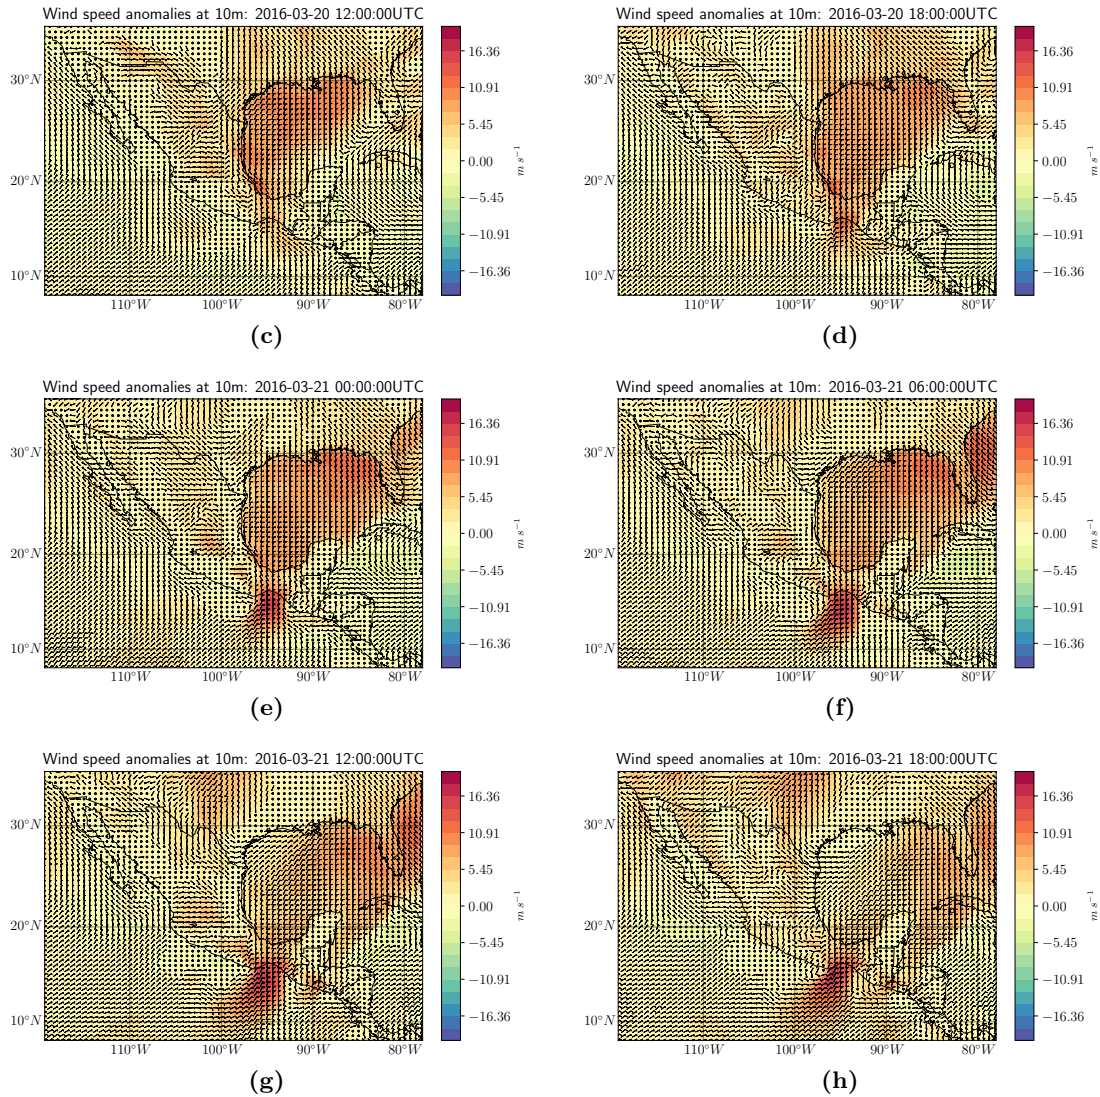 Wind speed anomalies at 10m: 2016-03-20 12:00:00UTC
30°N
20°N
10°N
110°W 100°W 90°W 80°W
16.36
10.91
5.45
0.00
−5.45
−10.91
−16.36
m s⁻¹
(c)
Wind speed anomalies at 10m: 2016-03-20 18:00:00UTC
30°N
20°N
10°N
110°W 100°W 90°W 80°W
16.36
10.91
5.45
0.00
−5.45
−10.91
−16.36
m s⁻¹
(d)
Wind speed anomalies at 10m: 2016-03-21 00:00:00UTC
30°N
20°N
10°N
110°W 100°W 90°W 80°W
16.36
10.91
5.45
0.00
−5.45
−10.91
−16.36
m s⁻¹
(e)
Wind speed anomalies at 10m: 2016-03-21 06:00:00UTC
30°N
20°N
10°N
110°W 100°W 90°W 80°W
16.36
10.91
5.45
0.00
−5.45
−10.91
−16.36
m s⁻¹
(f)
Wind speed anomalies at 10m: 2016-03-21 12:00:00UTC
30°N
20°N
10°N
110°W 100°W 90°W 80°W
16.36
10.91
5.45
0.00
−5.45
−10.91
−16.36
m s⁻¹
(g)
Wind speed anomalies at 10m: 2016-03-21 18:00:00UTC
30°N
20°N
10°N
110°W 100°W 90°W 80°W
16.36
10.91
5.45
0.00
−5.45
−10.91
−16.36
m s⁻¹
(h)